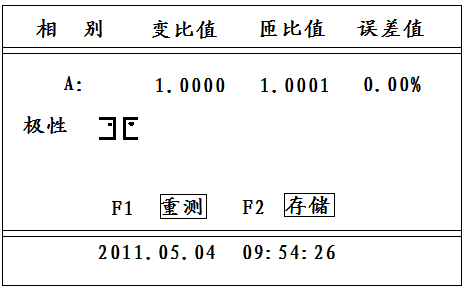 相 别 变比值 匝比值 误差值
A: 1.0000 1.0001 0.00%
极性
F1 重测 F2 存储
2011.05.04 09:54:26